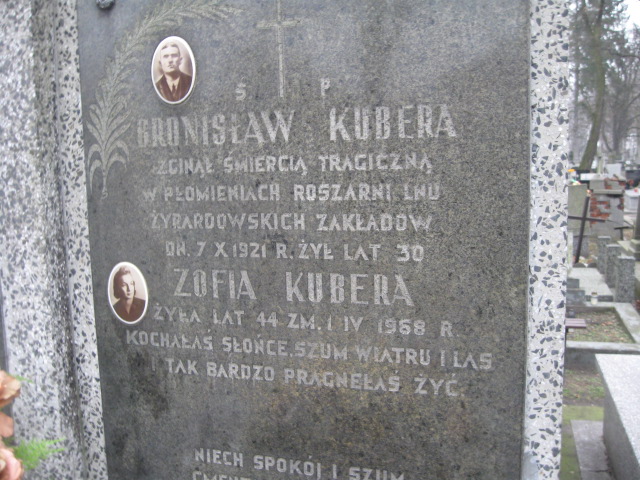 Ś P
BRONISŁAW KUBERA
ZGINĄŁ ŚMIERCIĄ TRAGICZNĄ
W PŁOMIENIACH ROSZARNI LNU
ŻYRARDOWSKICH ZAKŁADÓW
DN. 7 X 1921 R. ŻYŁ LAT 30
ZOFIA KUBERA
ŻYŁA LAT 44 ZM. 1 IV 1968 R.
KOCHAŁAŚ SŁOŃCE. SZUM WIATRU I LAS
I TAK BARDZO PRAGNĘŁAŚ ŻYĆ
NIECH SPOKÓJ I SZUM